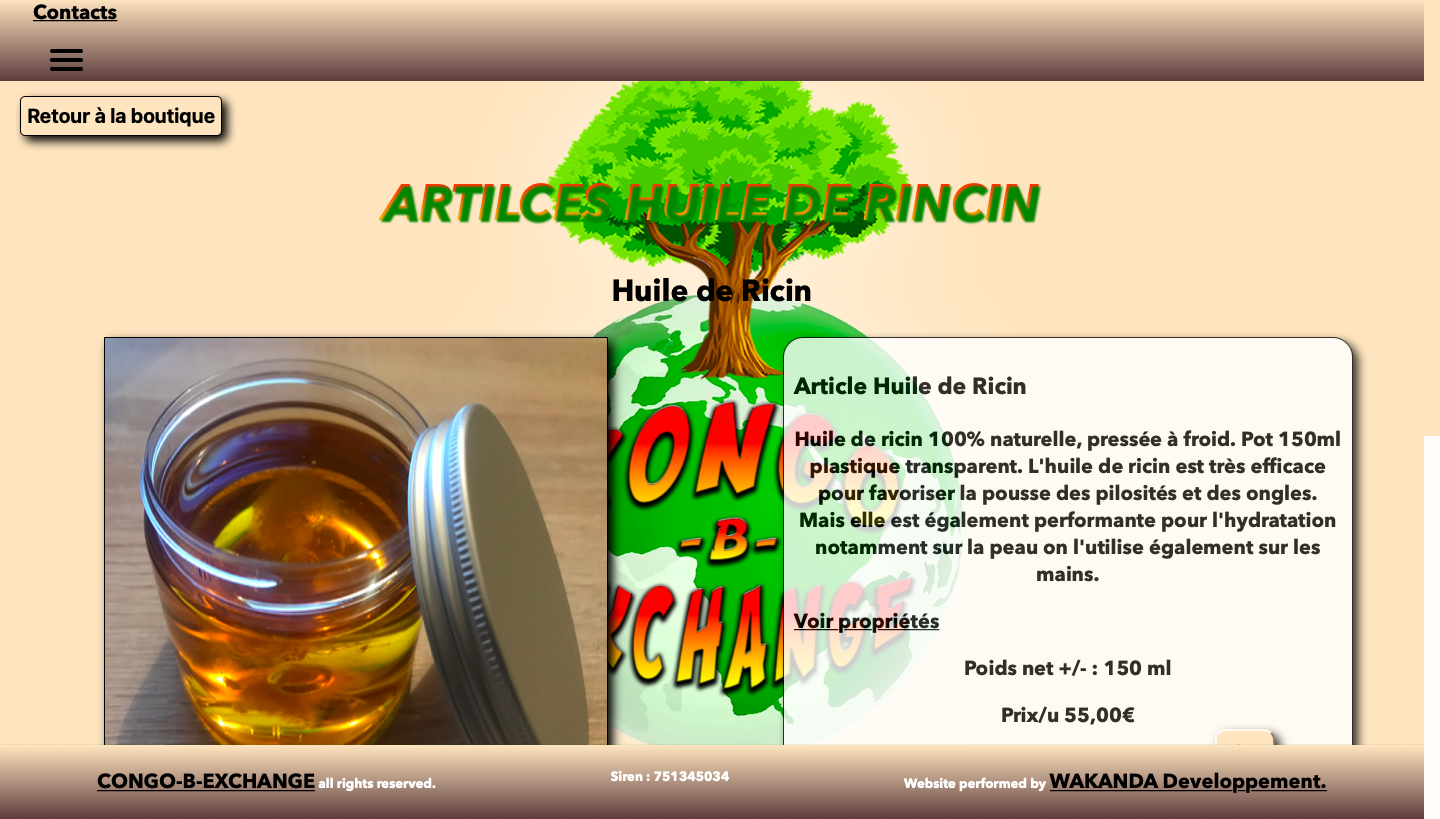 Contacts
Retour à la boutique
ARTILCES HUILE DE RINCIN
Huile de Ricin
ONGO
-B-
XCHANGE
Article Huile de Ricin
Huile de ricin 100% naturelle, pressée à froid. Pot 150ml
plastique transparent. L'huile de ricin est très efficace
pour favoriser la pousse des pilosités et des ongles.
Mais elle est également performante pour l'hydratation
notamment sur la peau on l'utilise également sur les
mains.
Voir propriétés
Poids net +/- : 150 ml
Prix/u 55,00€
CONGO-B-EXCHANGE all rights reserved.
Siren : 751345034
Website performed by WAKANDA Developpement.